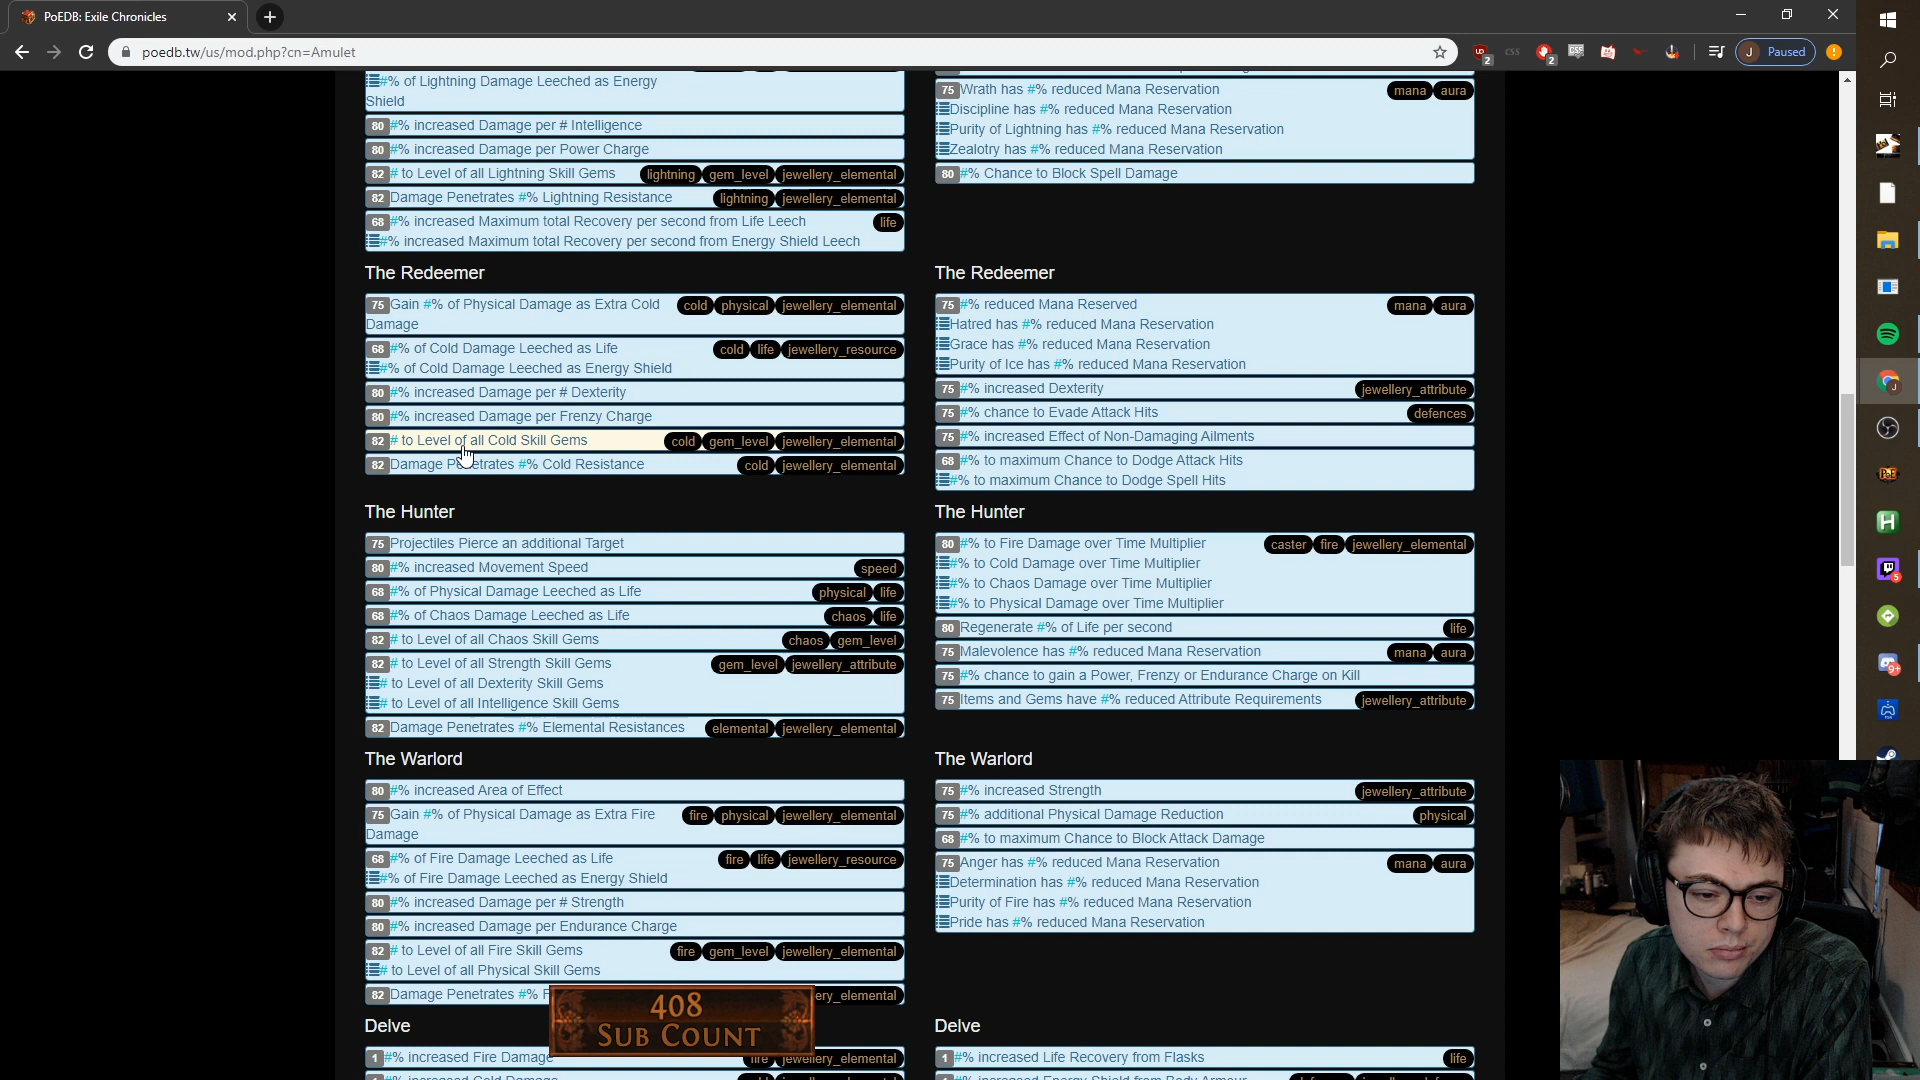 PoEDB: Exile Chronicles
poedb.tw/us/mod.php?cn=Amulet
Paused
#% of Lightning Damage Leeched as Energy
Shield
80 #% increased Damage per # Intelligence
80 #% increased Damage per Power Charge
82 # to Level of all Lightning Skill Gems lightning gem_level jewellery_elemental
82 Damage Penetrates #% Lightning Resistance lightning jewellery_elemental
68 #% increased Maximum total Recovery per second from Life Leech life
#% increased Maximum total Recovery per second from Energy Shield Leech
75 Wrath has #% reduced Mana Reservation mana aura
Discipline has #% reduced Mana Reservation
Purity of Lightning has #% reduced Mana Reservation
Zealotry has #% reduced Mana Reservation
80 #% Chance to Block Spell Damage
The Redeemer
75 Gain #% of Physical Damage as Extra Cold cold physical jewellery_elemental
Damage
68 #% of Cold Damage Leeched as Life cold life jewellery_resource
#% of Cold Damage Leeched as Energy Shield
80 #% increased Damage per # Dexterity
80 #% increased Damage per Frenzy Charge
82 # to Level of all Cold Skill Gems cold gem_level jewellery_elemental
82 Damage Penetrates #% Cold Resistance cold jewellery_elemental
The Redeemer
75 #% reduced Mana Reserved mana aura
Hatred has #% reduced Mana Reservation
Grace has #% reduced Mana Reservation
Purity of Ice has #% reduced Mana Reservation
75 #% increased Dexterity jewellery_attribute
75 #% chance to Evade Attack Hits defences
75 #% increased Effect of Non-Damaging Ailments
68 #% to maximum Chance to Dodge Attack Hits
#% to maximum Chance to Dodge Spell Hits
The Hunter
75 Projectiles Pierce an additional Target
80 #% increased Movement Speed speed
68 #% of Physical Damage Leeched as Life physical life
68 #% of Chaos Damage Leeched as Life chaos life
82 # to Level of all Chaos Skill Gems chaos gem_level
82 # to Level of all Strength Skill Gems gem_level jewellery_attribute
# to Level of all Dexterity Skill Gems
# to Level of all Intelligence Skill Gems
82 Damage Penetrates #% Elemental Resistances elemental jewellery_elemental
The Hunter
80 #% to Fire Damage over Time Multiplier caster fire jewellery_elemental
#% to Cold Damage over Time Multiplier
#% to Chaos Damage over Time Multiplier
#% to Physical Damage over Time Multiplier
80 Regenerate #% of Life per second life
75 Malevolence has #% reduced Mana Reservation mana aura
75 #% chance to gain a Power, Frenzy or Endurance Charge on Kill
75 Items and Gems have #% reduced Attribute Requirements jewellery_attribute
The Warlord
80 #% increased Area of Effect
75 Gain #% of Physical Damage as Extra Fire fire physical jewellery_elemental
Damage
68 #% of Fire Damage Leeched as Life fire life jewellery_resource
#% of Fire Damage Leeched as Energy Shield
80 #% increased Damage per # Strength
80 #% increased Damage per Endurance Charge
82 # to Level of all Fire Skill Gems fire gem_level jewellery_elemental
# to Level of all Physical Skill Gems
82 Damage Penetrates #%
The Warlord
75 #% increased Strength jewellery_attribute
75 #% additional Physical Damage Reduction physical
68 #% to maximum Chance to Block Attack Damage
75 Anger has #% reduced Mana Reservation mana aura
Determination has #% reduced Mana Reservation
Purity of Fire has #% reduced Mana Reservation
Pride has #% reduced Mana Reservation
Delve
1 #% increased Fire Damage fire jewellery_elemental
Delve
1 #% increased Life Recovery from Flasks life
408
SUB COUNT